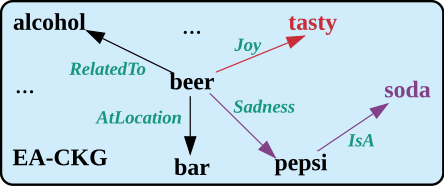 alcohol
...
tasty
Joy
RelatedTo
beer
...
soda
AtLocation
Sadness
IsA
EA-CKG
bar
pepsi